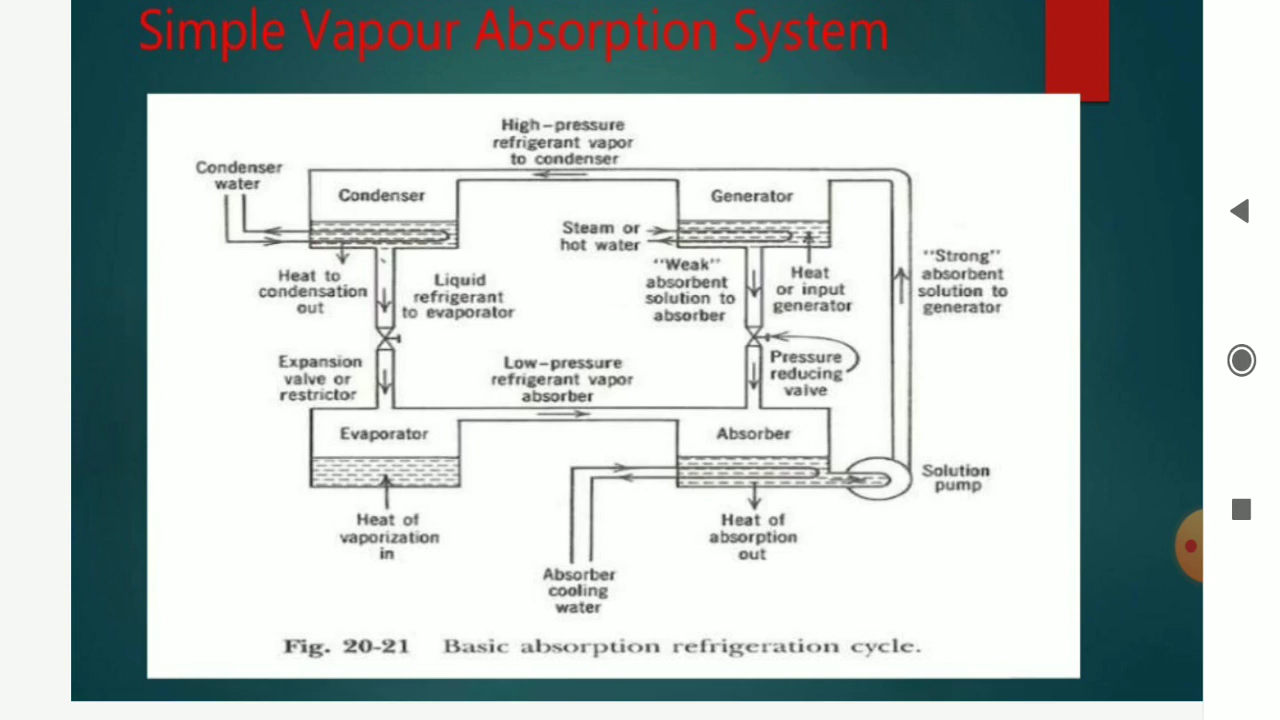 Simple Vapour Absorption System
High-pressure
refrigerant vapor
to condenser
Condenser
water
Condenser
Generator
Steam or
hot water
Heat to
condensation
out
Liquid
refrigerant
to evaporator
"Weak"
absorbent
solution to
absorber
Heat
or input
generator
"Strong"
absorbent
solution to
generator
Expansion
valve or
restrictor
Low-pressure
refrigerant vapor
absorber
Pressure
reducing
valve
Evaporator
Absorber
Solution
pump
Heat of
vaporization
in
Heat of
absorption
out
Absorber
cooling
water
Fig. 20-21 Basic absorption refrigeration cycle.